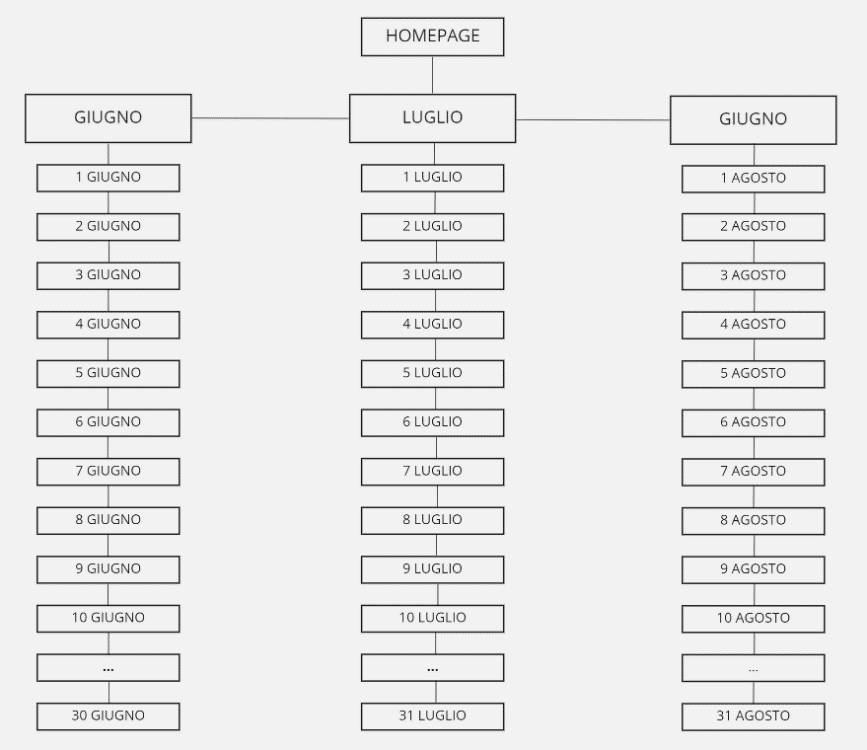 HOMEPAGE
GIUGNO
LUGLIO
GIUGNO
1 GIUGNO
2 GIUGNO
3 GIUGNO
4 GIUGNO
5 GIUGNO
6 GIUGNO
7 GIUGNO
8 GIUGNO
9 GIUGNO
10 GIUGNO
...
30 GIUGNO
1 LUGLIO
2 LUGLIO
3 LUGLIO
4 LUGLIO
5 LUGLIO
6 LUGLIO
7 LUGLIO
8 LUGLIO
9 LUGLIO
10 LUGLIO
...
31 LUGLIO
1 AGOSTO
2 AGOSTO
3 AGOSTO
4 AGOSTO
5 AGOSTO
6 AGOSTO
7 AGOSTO
8 AGOSTO
9 AGOSTO
10 AGOSTO
...
31 AGOSTO